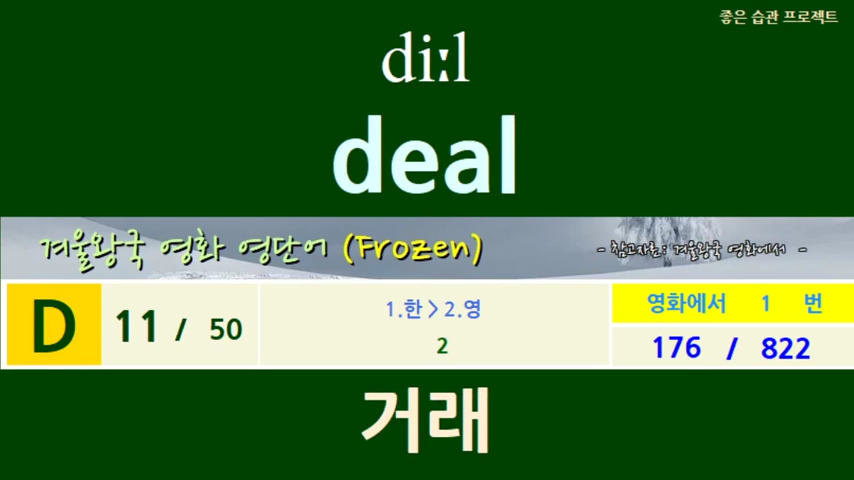 좋은 습관 프로젝트
di:l
deal
겨울왕국 영화 영단어 (Frozen)
- 참고자료: 겨울왕국 영화에서 -
D 11 / 50
1.한 > 2.영
2
영화에서 1 번
176 / 822
거래